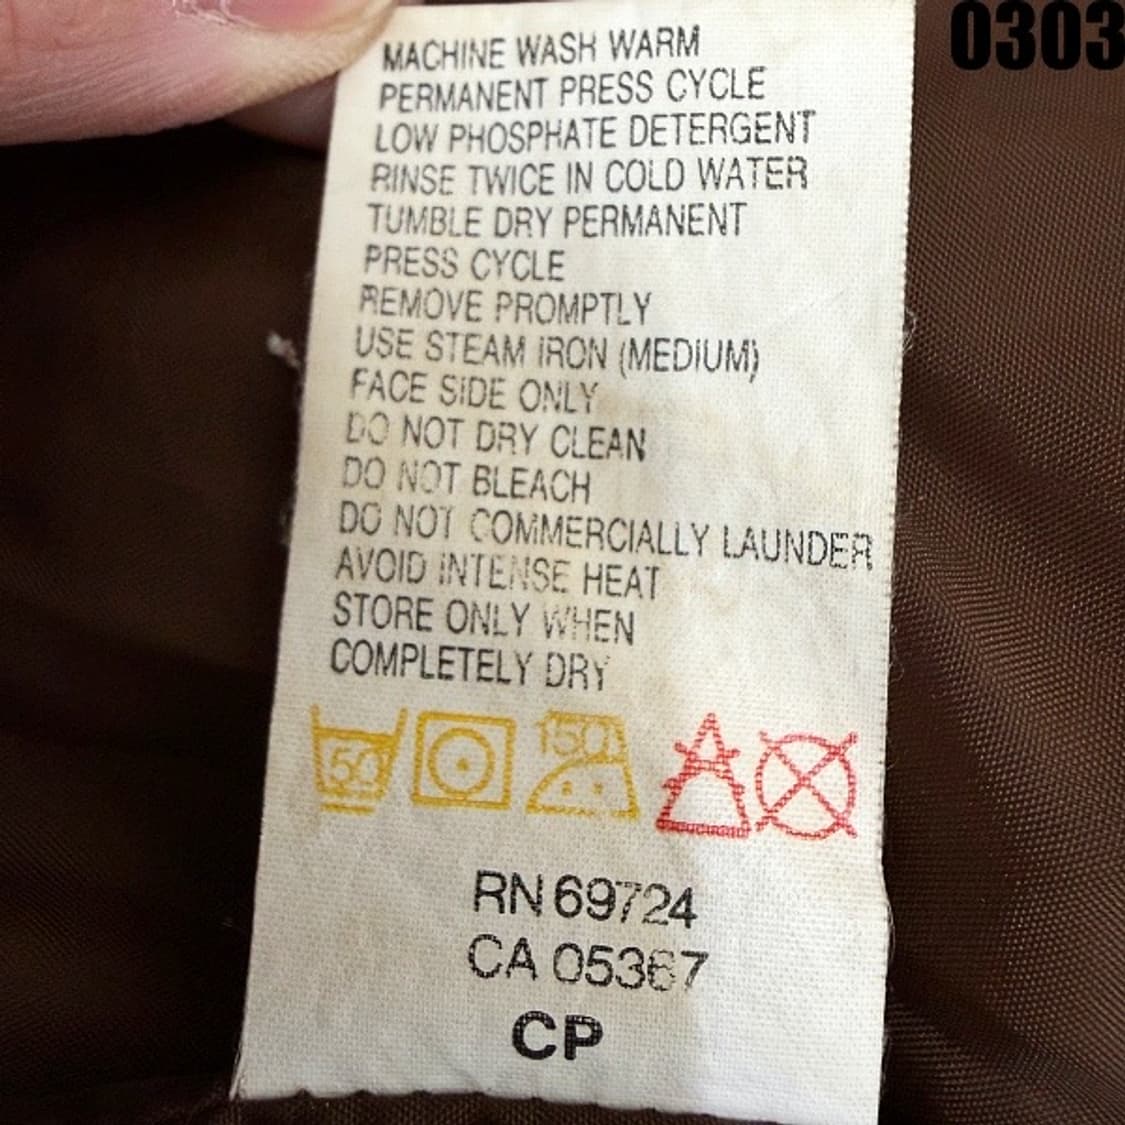 0303
MACHINE WASH WARM
PERMANENT PRESS CYCLE
LOW PHOSPHATE DETERGENT
RINSE TWICE IN COLD WATER
TUMBLE DRY PERMANENT
PRESS CYCLE
REMOVE PROMPTLY
USE STEAM IRON (MEDIUM)
FACE SIDE ONLY
DO NOT DRY CLEAN
DO NOT BLEACH
DO NOT COMMERCIALLY LAUNDER
AVOID INTENSE HEAT
STORE ONLY WHEN
COMPLETELY DRY
50 150
RN 69724
CA 05367
CP